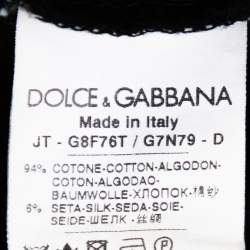 DOLCE & GABBANA
Made in Italy
JT - G8F76T / G7N79 - D
94% COTONE-COTTON-ALGODON-
COTON-ALGODAO-
BAUMWOLLE-ХЛОПОК-
6% SETA-SILK-SEDA-SOIE-
SEIDE-ШЕЛК -